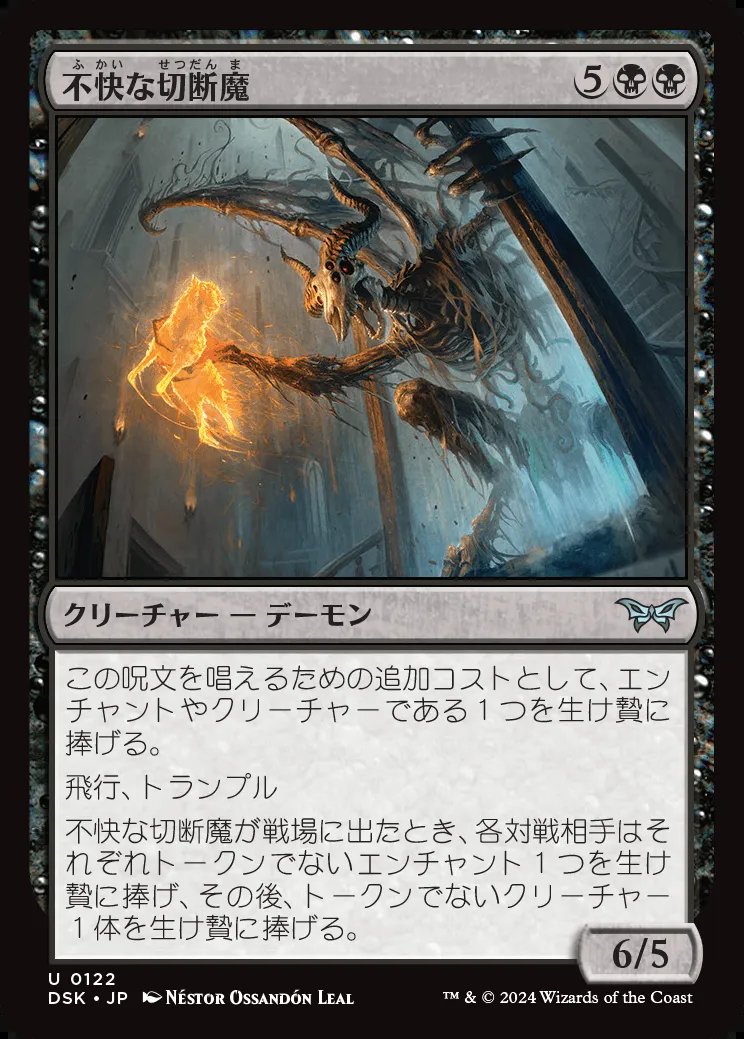 ふかい せつだんま
不快な切断魔 5
クリーチャー — デーモン
この呪文を唱えるための追加コストとして、エン
チャントやクリーチャーである1つを生け贄に
捧げる。
飛行、トランプル
不快な切断魔が戦場に出たとき、各対戦相手はそ
れぞれトークンでないエンチャント1つを生け
贄に捧げ、その後、トークンでないクリーチャー
1体を生け贄に捧げる。
6/5
U 0122
DSK • JP Néstor Ossandón Leal
™ & © 2024 Wizards of the Coast